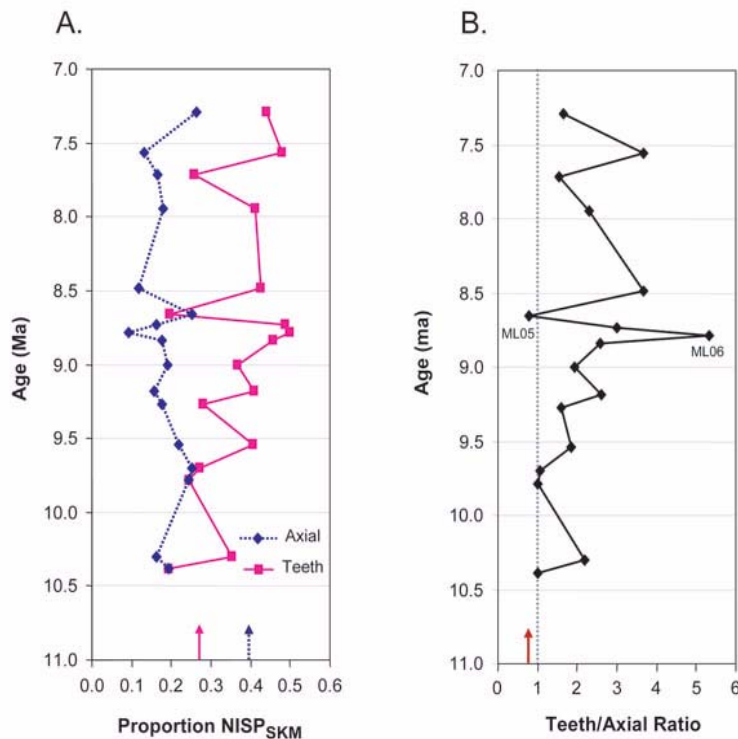 A.
7.0
7.5
8.0
8.5
9.0
9.5
10.0
10.5
11.0
Age (Ma)
0.0 0.1 0.2 0.3 0.4 0.5 0.6
Proportion NISPSKM
Axial
Teeth
B.
7.0
7.5
8.0
8.5
9.0
9.5
10.0
10.5
11.0
Age (ma)
ML05
ML06
0 1 2 3 4 5 6
Teeth/Axial Ratio